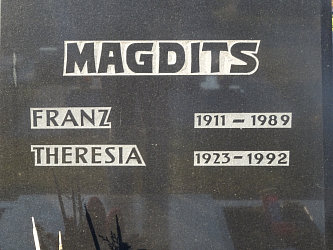 MAGDITS
FRANZ 1911 – 1989
THERESIA 1923 – 1992